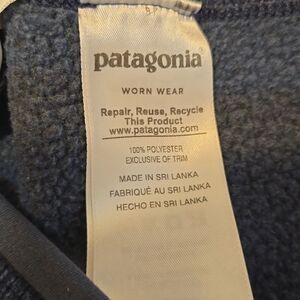 patagonia
WORN WEAR
Repair, Reuse, Recycle
This Product
www.patagonia.com
100% POLYESTER
EXCLUSIVE OF TRIM
MADE IN SRI LANKA
FABRIQUÉ AU SRI LANKA
HECHO EN SRI LANKA